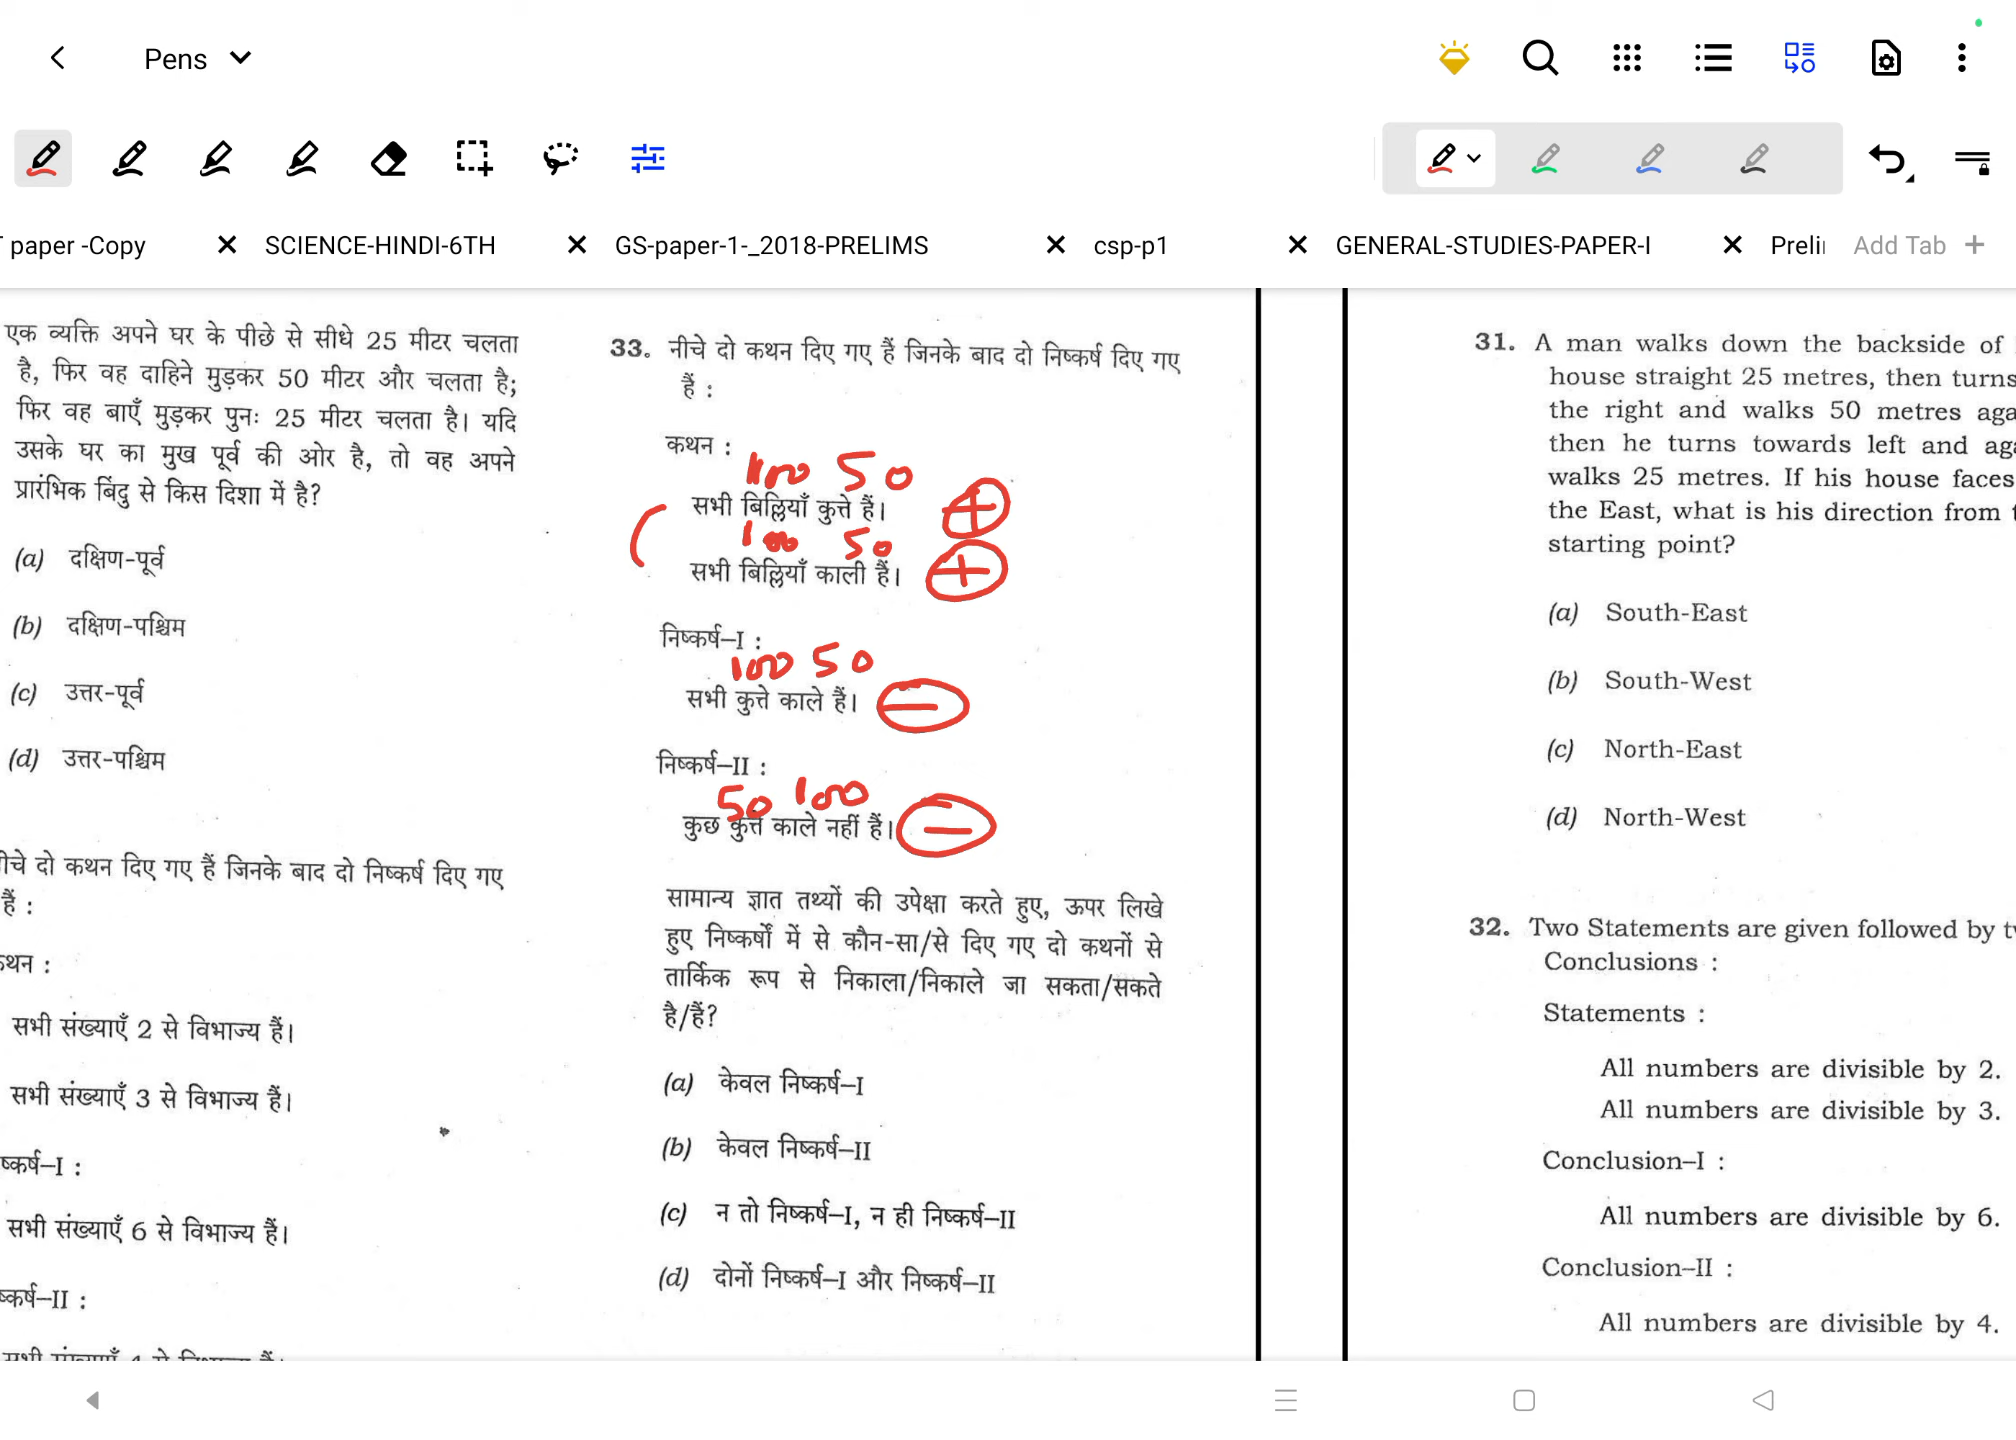 Pens
paper -Copy
SCIENCE-HINDI-6TH
GS-paper-1-_2018-PRELIMS
csp-p1
GENERAL-STUDIES-PAPER-I
Add Tab
एक व्यक्ति अपने घर के पीछे से सीधे 25 मीटर चलता
है, फिर वह दाहिने मुड़कर 50 मीटर और चलता है;
फिर वह बाएँ मुड़कर पुनः 25 मीटर चलता है। यदि
उसके घर का मुख पूर्व की ओर है, तो वह अपने
प्रारंभिक बिंदु से किस दिशा में है?
(a) दक्षिण-पूर्व
(b) दक्षिण-पश्चिम
(c) उत्तर-पूर्व
(d) उत्तर-पश्चिम
दो कथन दिए गए हैं जिनके बाद दो निष्कर्ष दिए गए
हैं :
सभी संख्याएँ 2 से विभाज्य हैं।
सभी संख्याएँ 3 से विभाज्य हैं।
सभी संख्याएँ 6 से विभाज्य हैं।
33. नीचे दो कथन दिए गए हैं जिनके बाद दो निष्कर्ष दिए गए
हैं :
कथन :
100 50
सभी बिल्लियाँ कुत्ते हैं। +
100 50
सभी बिल्लियाँ काली हैं। +
निष्कर्ष–I :
100 50
सभी कुत्ते काले हैं। −
निष्कर्ष–II :
50 100
कुछ कुत्ते काले नहीं हैं। −
सामान्य ज्ञात तथ्यों की उपेक्षा करते हुए, ऊपर लिखे
हुए निष्कर्षों में से कौन-सा/से दिए गए दो कथनों से
तार्किक रूप से निकाला/निकाले जा सकता/सकते
है/हैं?
(a) केवल निष्कर्ष–I
(b) केवल निष्कर्ष–II
(c) न तो निष्कर्ष–I, न ही निष्कर्ष–II
(d) दोनों निष्कर्ष–I और निष्कर्ष–II
31. A man walks down the backside of
house straight 25 metres, then turns
the right and walks 50 metres
then he turns towards left and
walks 25 metres. If his house faces
the East, what is his direction from
starting point?
(a) South-East
(b) South-West
(c) North-East
(d) North-West
32. Two Statements are given followed by
Conclusions :
Statements :
All numbers are divisible by 2.
All numbers are divisible by 3.
Conclusion–I :
All numbers are divisible by 6.
Conclusion–II :
All numbers are divisible by 4.